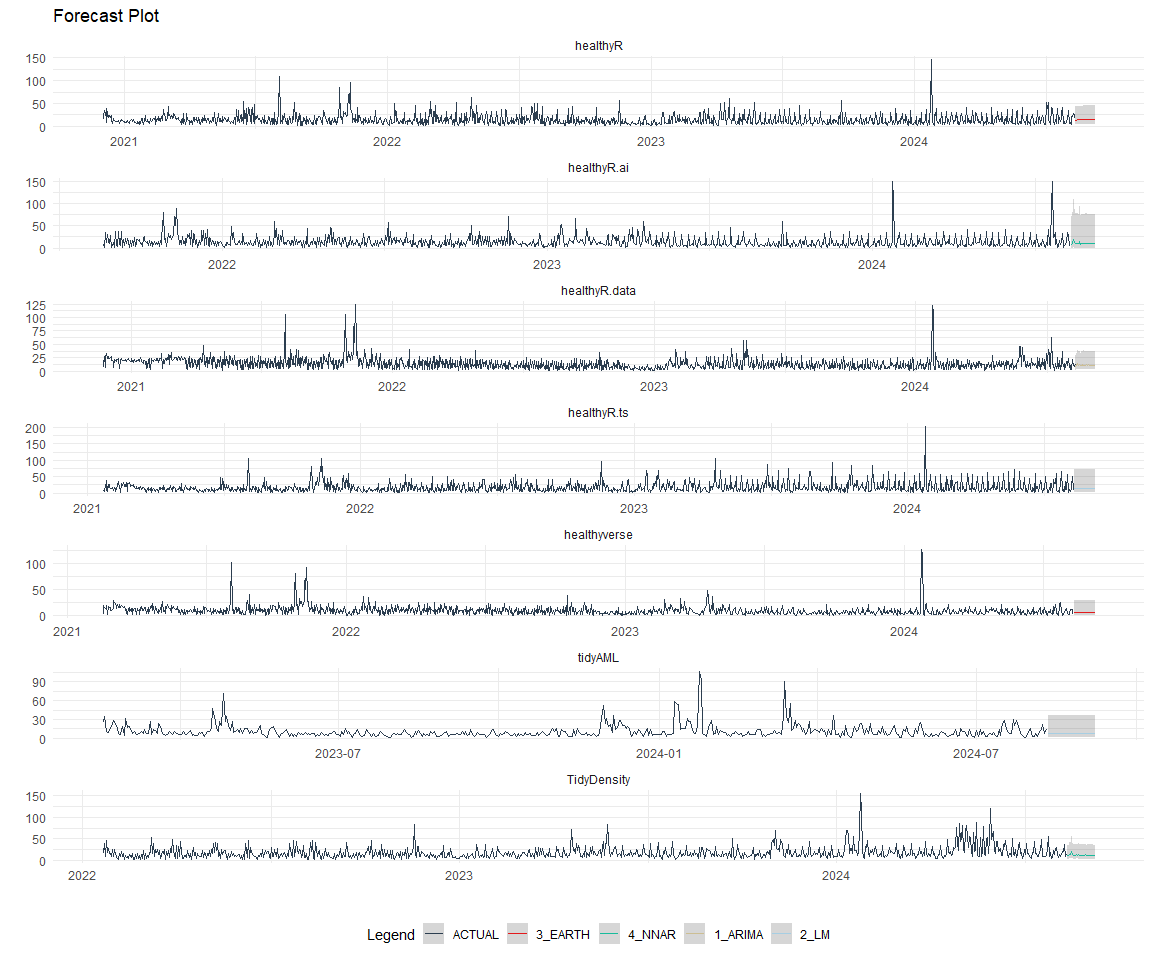 Forecast Plot
healthyR
150
100
50
0
2021 2022 2023 2024
healthyR.ai
150
100
50
0
2022 2023 2024
healthyR.data
125
100
75
50
25
0
2021 2022 2023 2024
healthyR.ts
200
150
100
50
0
2021 2022 2023 2024
healthyverse
100
50
0
2021 2022 2023 2024
tidyAML
90
60
30
0
2023-07 2024-01 2024-07
TidyDensity
150
100
50
0
2022 2023 2024
Legend ACTUAL 3_EARTH 4_NNAR 1_ARIMA 2_LM